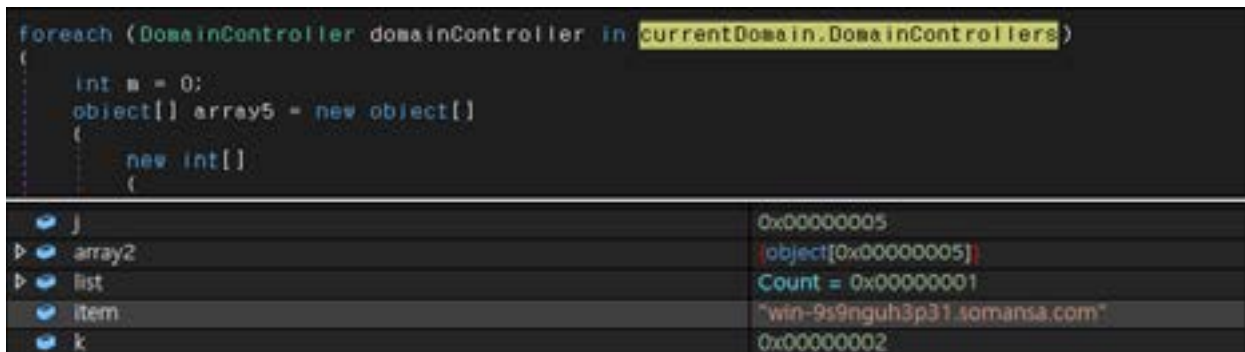 foreach (DomainController domainController in currentDomain.DomainControllers)
{
int m = 0;
object[] array5 = new object[]
{
new int[]
{
j 0x00000005
array2 {object[0x00000005]}
list Count = 0x00000001
item "win-9s9nguh3p31.somansa.com"
k 0x00000002